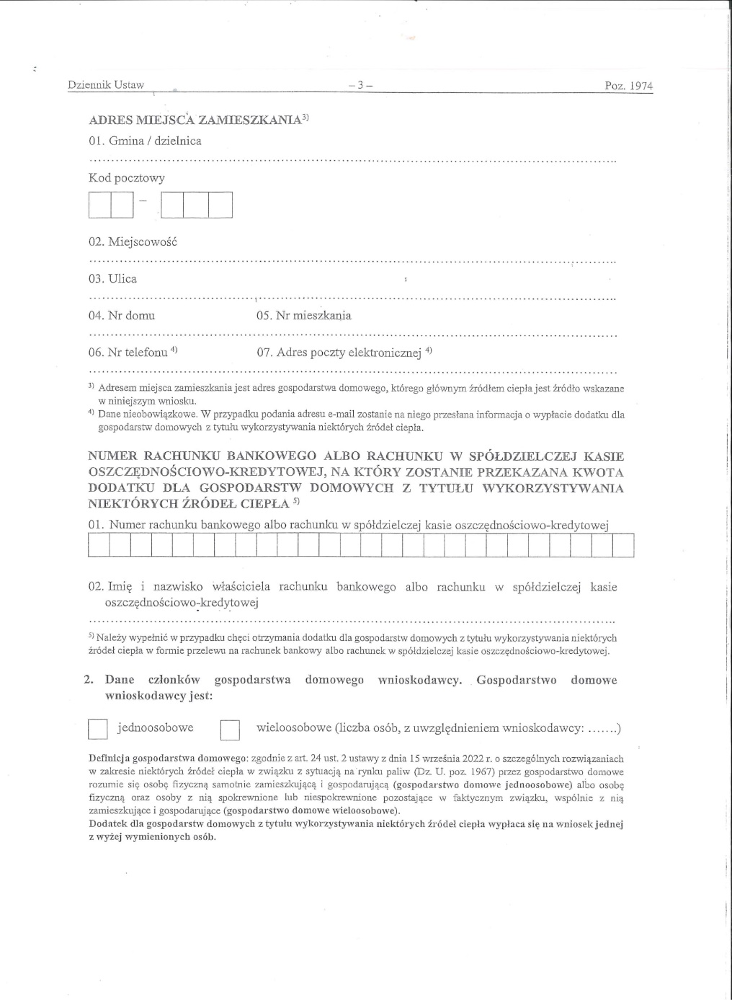 Dziennik Ustaw – 3 – Poz. 1974
ADRES MIEJSCA ZAMIESZKANIA3)
01. Gmina / dzielnica
....................................................................................................................
Kod pocztowy
–
02. Miejscowość
....................................................................................................................
03. Ulica
....................................................................................................................
04. Nr domu 05. Nr mieszkania
....................................................................................................................
06. Nr telefonu 4) 07. Adres poczty elektronicznej 4)
....................................................................................................................
3) Adresem miejsca zamieszkania jest adres gospodarstwa domowego, którego głównym źródłem ciepła jest źródło wskazane
w niniejszym wniosku.
4) Dane nieobowiązkowe. W przypadku podania adresu e-mail zostanie na niego przesłana informacja o wypłacie dodatku dla
gospodarstw domowych z tytułu wykorzystywania niektórych źródeł ciepła.
NUMER RACHUNKU BANKOWEGO ALBO RACHUNKU W SPÓŁDZIELCZEJ KASIE
OSZCZĘDNOŚCIOWO-KREDYTOWEJ, NA KTÓRY ZOSTANIE PRZEKAZANA KWOTA
DODATKU DLA GOSPODARSTW DOMOWYCH Z TYTUŁU WYKORZYSTYWANIA
NIEKTÓRYCH ŹRÓDEŁ CIEPŁA 5)
01. Numer rachunku bankowego albo rachunku w spółdzielczej kasie oszczędnościowo-kredytowej
02. Imię i nazwisko właściciela rachunku bankowego albo rachunku w spółdzielczej kasie
oszczędnościowo-kredytowej
....................................................................................................................
5) Należy wypełnić w przypadku chęci otrzymania dodatku dla gospodarstw domowych z tytułu wykorzystywania niektórych
źródeł ciepła w formie przelewu na rachunek bankowy albo rachunek w spółdzielczej kasie oszczędnościowo-kredytowej.
2. Dane członków gospodarstwa domowego wnioskodawcy. Gospodarstwo domowe
wnioskodawcy jest:
jednoosobowe wieloosobowe (liczba osób, z uwzględnieniem wnioskodawcy: .......)
Definicja gospodarstwa domowego: zgodnie z art. 24 ust. 2 ustawy z dnia 15 września 2022 r. o szczególnych rozwiązaniach
w zakresie niektórych źródeł ciepła w związku z sytuacją na rynku paliw (Dz. U. poz. 1967) przez gospodarstwo domowe
rozumie się osobę fizyczną samotnie zamieszkującą i gospodarującą (gospodarstwo domowe jednoosobowe) albo osobę
fizyczną oraz osoby z nią spokrewnione lub niespokrewnione pozostające w faktycznym związku, wspólnie z nią
zamieszkujące i gospodarujące (gospodarstwo domowe wieloosobowe).
Dodatek dla gospodarstw domowych z tytułu wykorzystywania niektórych źródeł ciepła wypłaca się na wniosek jednej
z wyżej wymienionych osób.